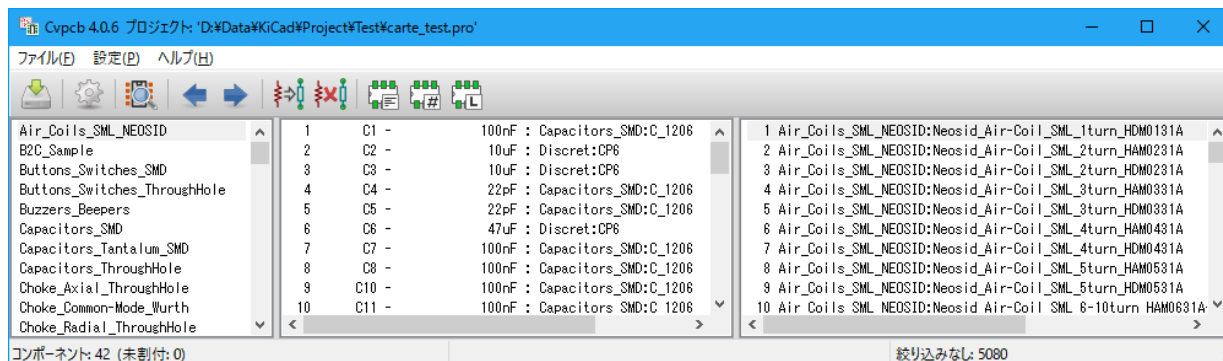 Cvpcb 4.0.6 プロジェクト: 'D:¥Data¥KiCad¥Project¥Test¥carte_test.pro'
ファイル(F) 設定(P) ヘルプ(H)
Air_Coils_SML_NEOSID
B2C_Sample
Buttons_Switches_SMD
Buttons_Switches_ThroughHole
Buzzers_Beepers
Capacitors_SMD
Capacitors_Tantalum_SMD
Capacitors_ThroughHole
Choke_Axial_ThroughHole
Choke_Common-Mode_Wurth
Choke_Radial_ThroughHole
1 C1 - 100nF : Capacitors_SMD:C_1206
2 C2 - 10uF : Discret:CP6
3 C3 - 10uF : Discret:CP6
4 C4 - 22pF : Capacitors_SMD:C_1206
5 C5 - 22pF : Capacitors_SMD:C_1206
6 C6 - 47uF : Discret:CP6
7 C7 - 100nF : Capacitors_SMD:C_1206
8 C8 - 100nF : Capacitors_SMD:C_1206
9 C10 - 100nF : Capacitors_SMD:C_1206
10 C11 - 100nF : Capacitors_SMD:C_1206
1 Air_Coils_SML_NEOSID:Neosid_Air-Coil_SML_1turn_HDM0131A
2 Air_Coils_SML_NEOSID:Neosid_Air-Coil_SML_2turn_HAM0231A
3 Air_Coils_SML_NEOSID:Neosid_Air-Coil_SML_2turn_HDM0231A
4 Air_Coils_SML_NEOSID:Neosid_Air-Coil_SML_3turn_HAM0331A
5 Air_Coils_SML_NEOSID:Neosid_Air-Coil_SML_3turn_HDM0331A
6 Air_Coils_SML_NEOSID:Neosid_Air-Coil_SML_4turn_HAM0431A
7 Air_Coils_SML_NEOSID:Neosid_Air-Coil_SML_4turn_HDM0431A
8 Air_Coils_SML_NEOSID:Neosid_Air-Coil_SML_5turn_HAM0531A
9 Air_Coils_SML_NEOSID:Neosid_Air-Coil_SML_5turn_HDM0531A
10 Air_Coils_SML_NEOSID:Neosid_Air-Coil_SML_6-10turn_HAM0631A-
コンポーネント: 42 (未割付: 0)
絞り込みなし: 5080